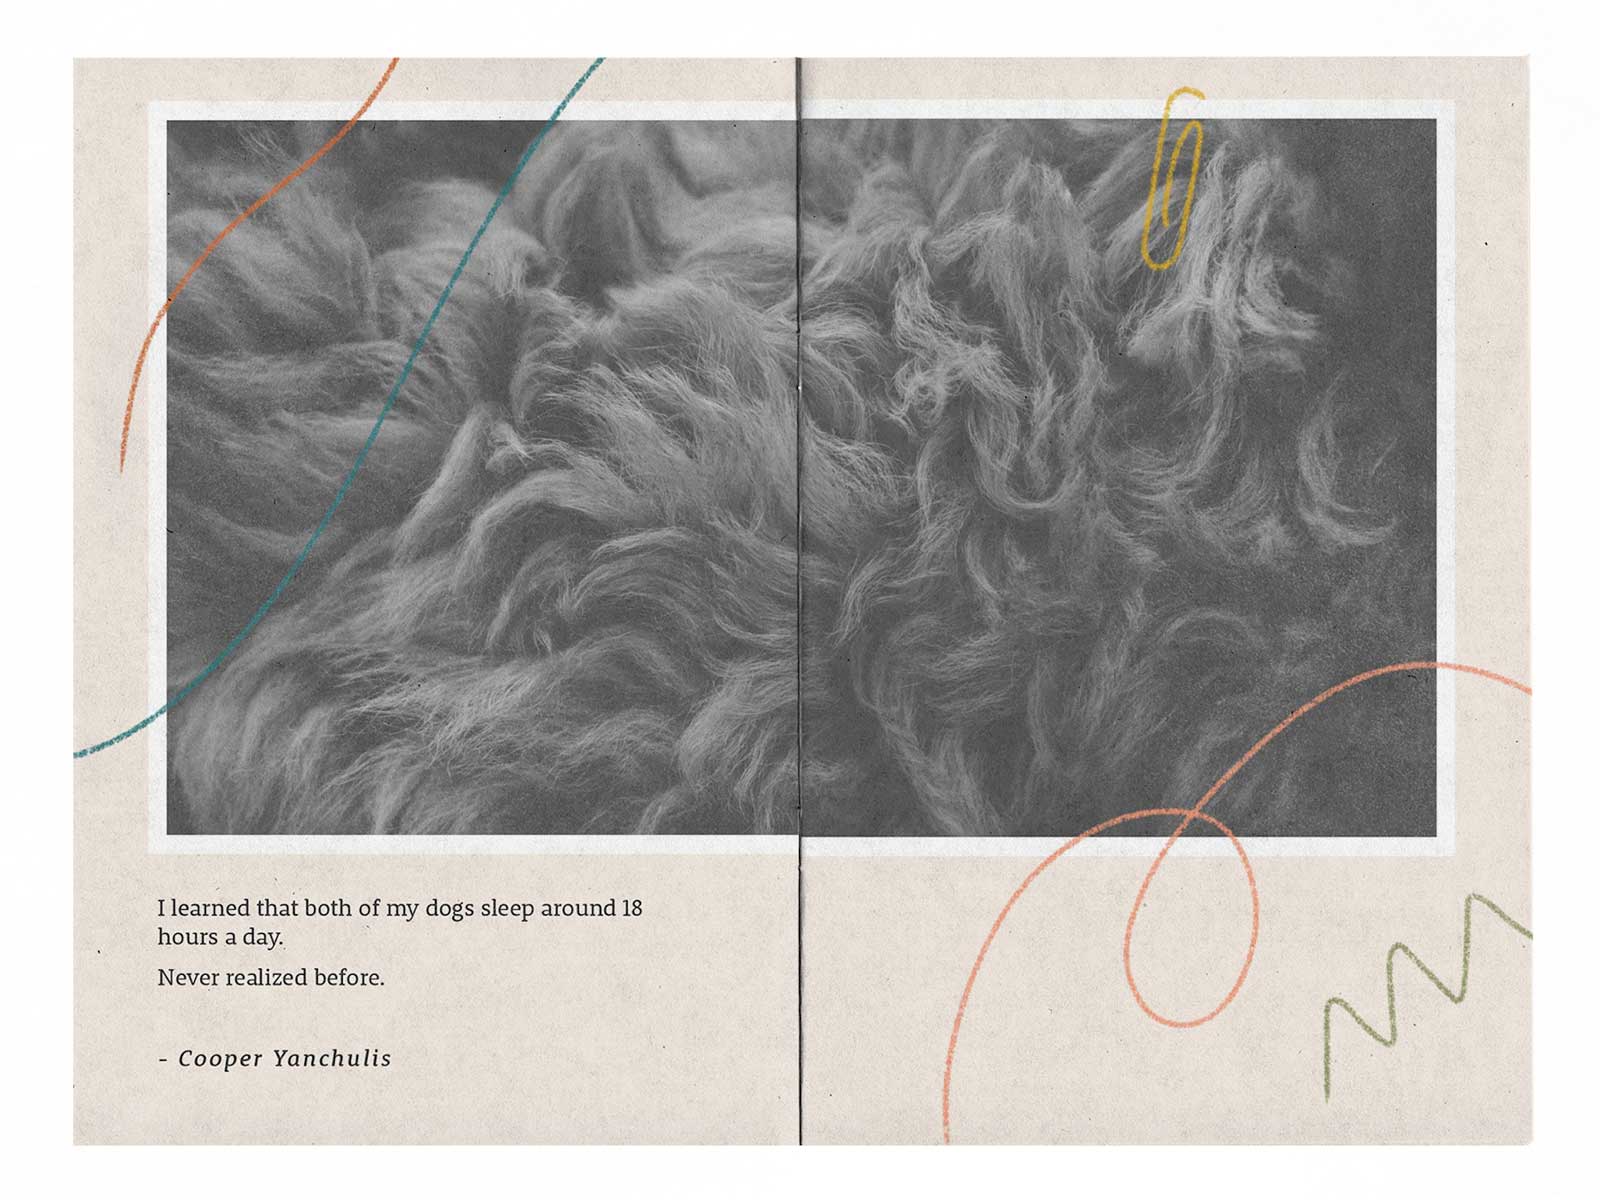 I learned that both of my dogs sleep around 18
hours a day.
Never realized before.
- Cooper Yanchulis